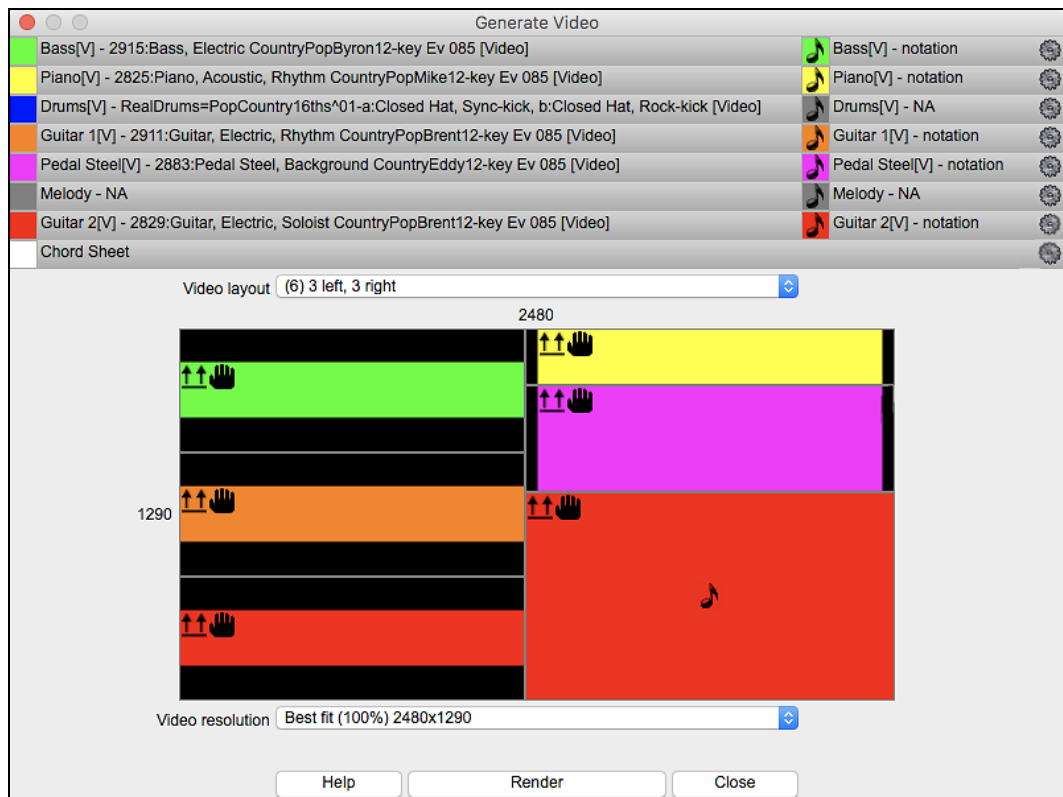 Generate Video
Bass[V] - 2915:Bass, Electric CountryPopByron12-key Ev 085 [Video] Bass[V] - notation
Piano[V] - 2825:Piano, Acoustic, Rhythm CountryPopMike12-key Ev 085 [Video] Piano[V] - notation
Drums[V] - RealDrums=PopCountry16ths^01-a:Closed Hat, Sync-kick, b:Closed Hat, Rock-kick [Video] Drums[V] - NA
Guitar 1[V] - 2911:Guitar, Electric, Rhythm CountryPopBrent12-key Ev 085 [Video] Guitar 1[V] - notation
Pedal Steel[V] - 2883:Pedal Steel, Background CountryEddy12-key Ev 085 [Video] Pedal Steel[V] - notation
Melody - NA Melody - NA
Guitar 2[V] - 2829:Guitar, Electric, Soloist CountryPopBrent12-key Ev 085 [Video] Guitar 2[V] - notation
Chord Sheet
Video layout (6) 3 left, 3 right
2480
1290
Video resolution Best fit (100%) 2480x1290
Help Render Close